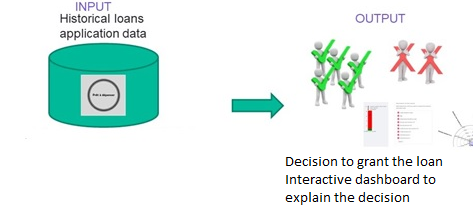 INPUT
Historical loans
application data
OUTPUT
Decision to grant the loan
Interactive dashboard to
explain the decision